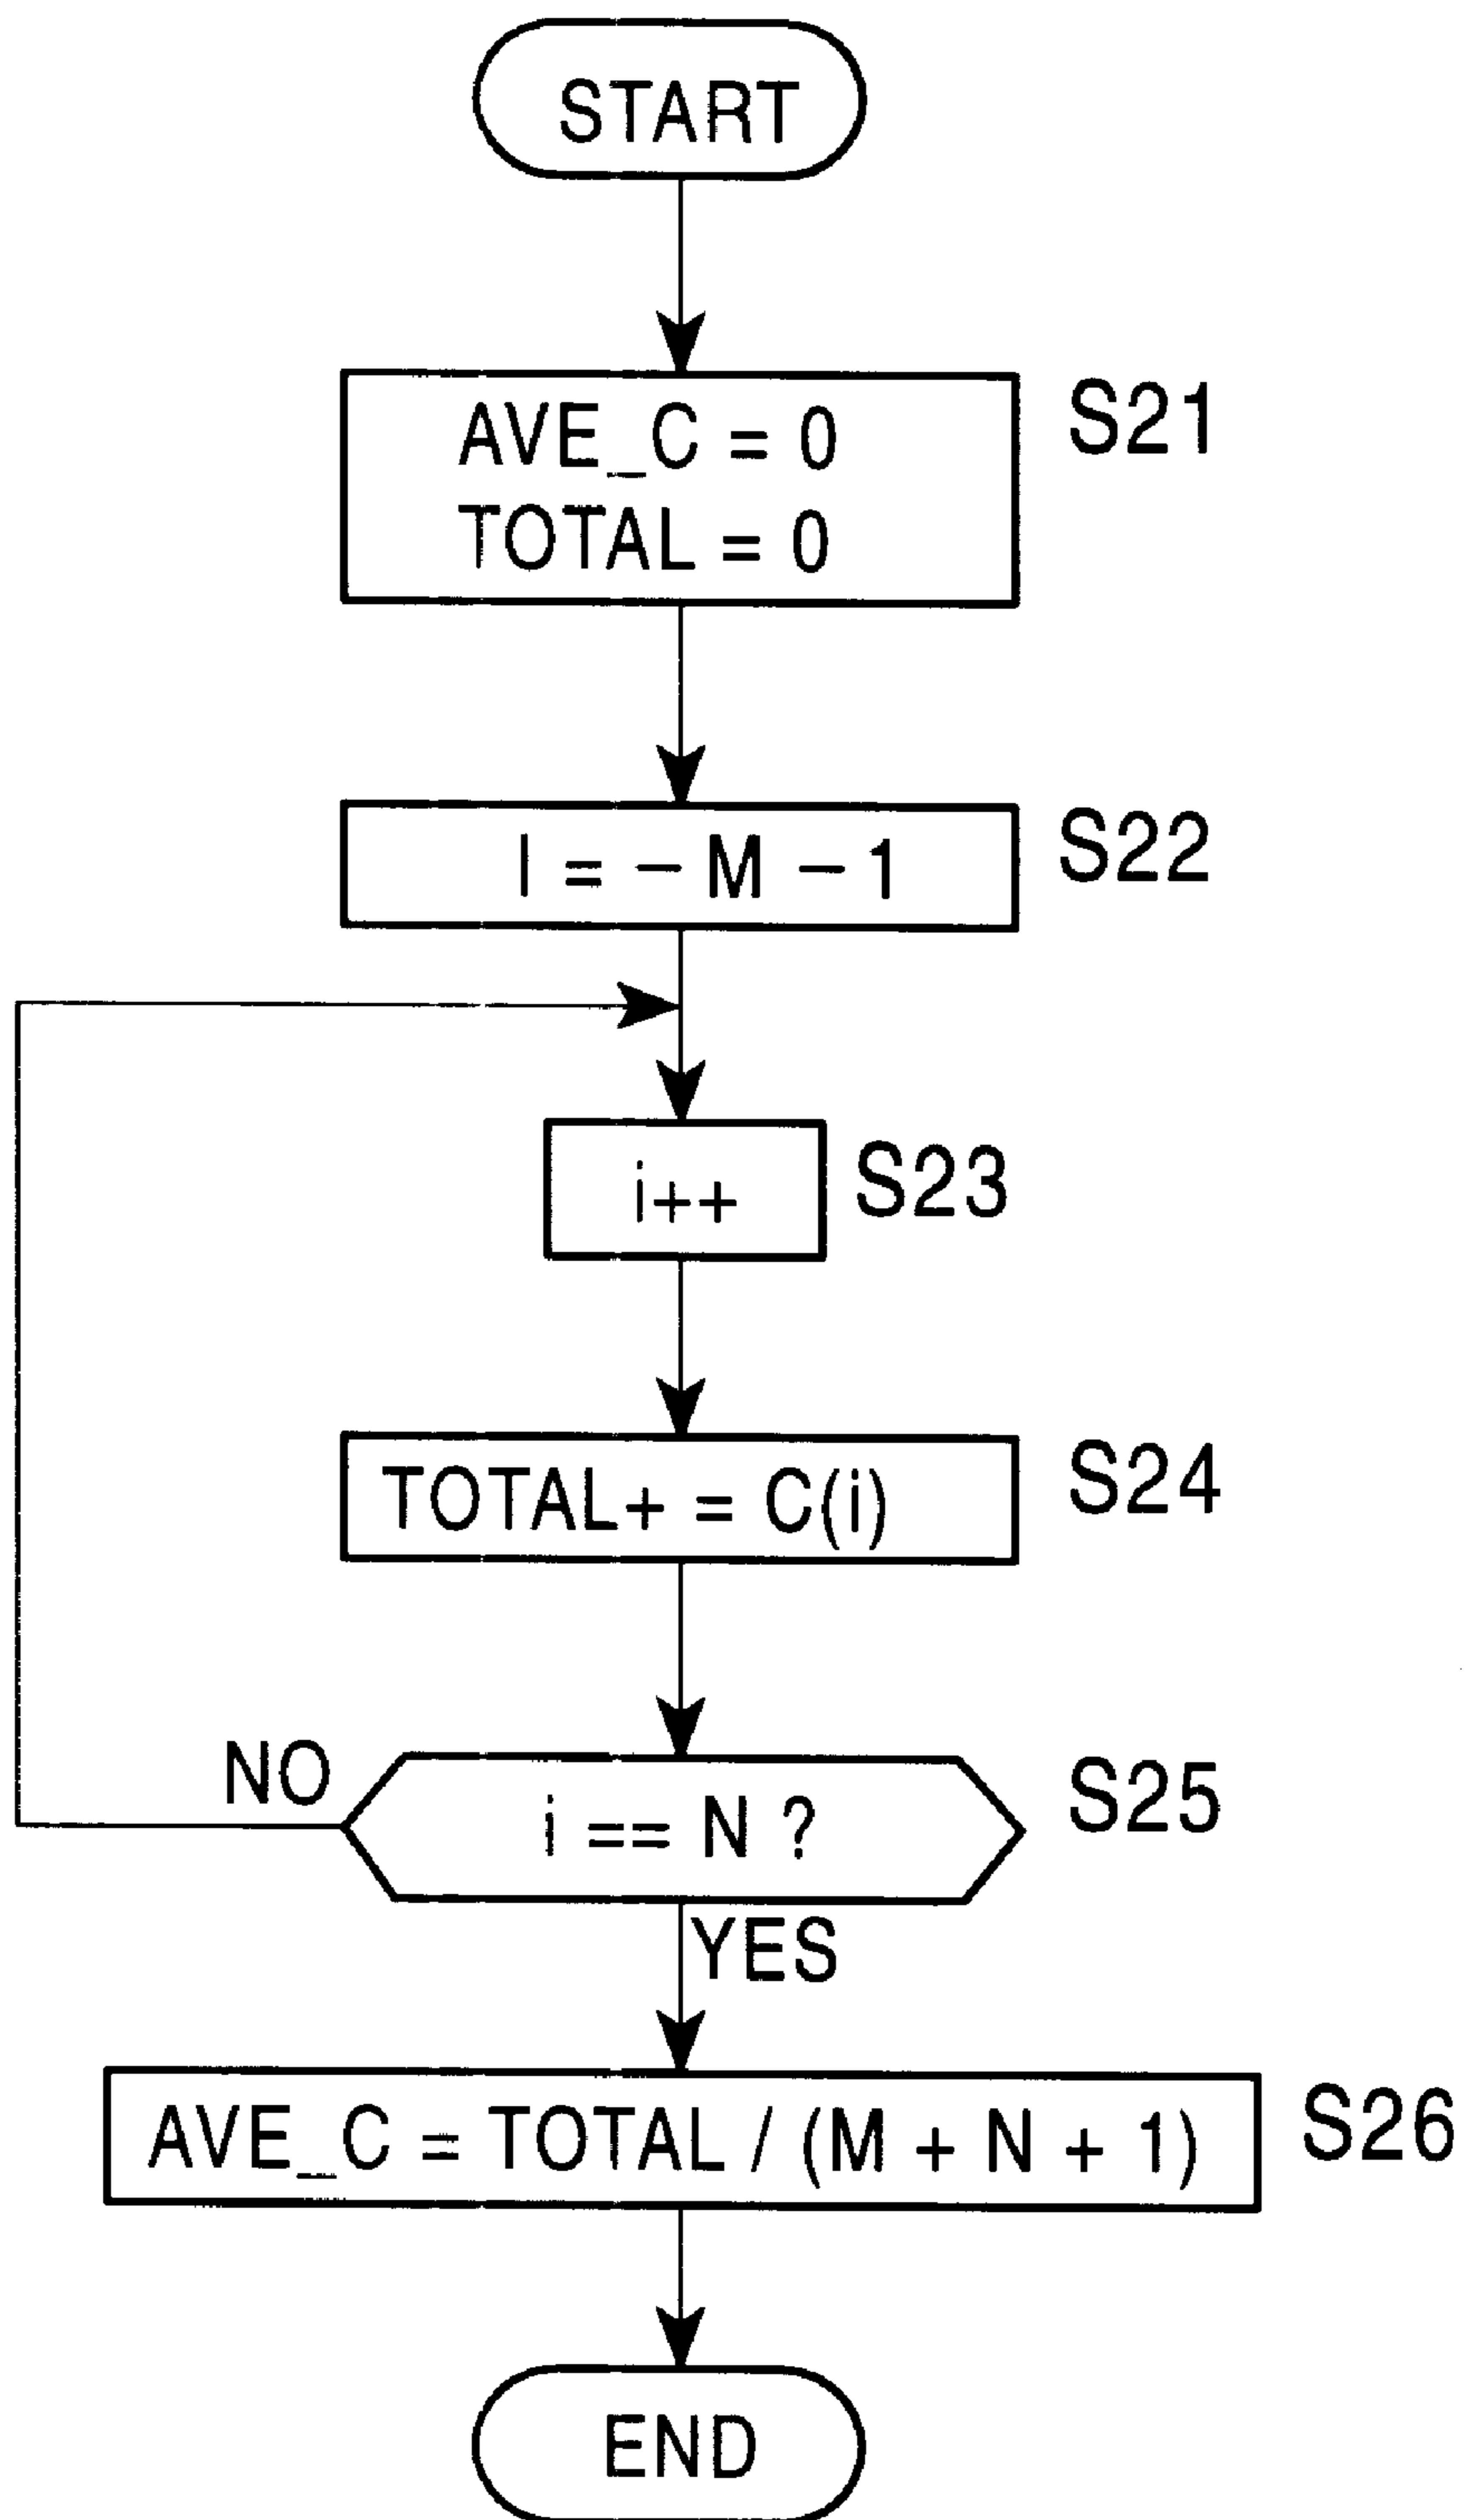 START
AVE_C = 0
TOTAL = 0
S21
I = – M – 1
S22
i++
S23
TOTAL+ = C(i)
S24
NO
i == N ?
S25
YES
AVE_C = TOTAL / (M + N + 1)
S26
END